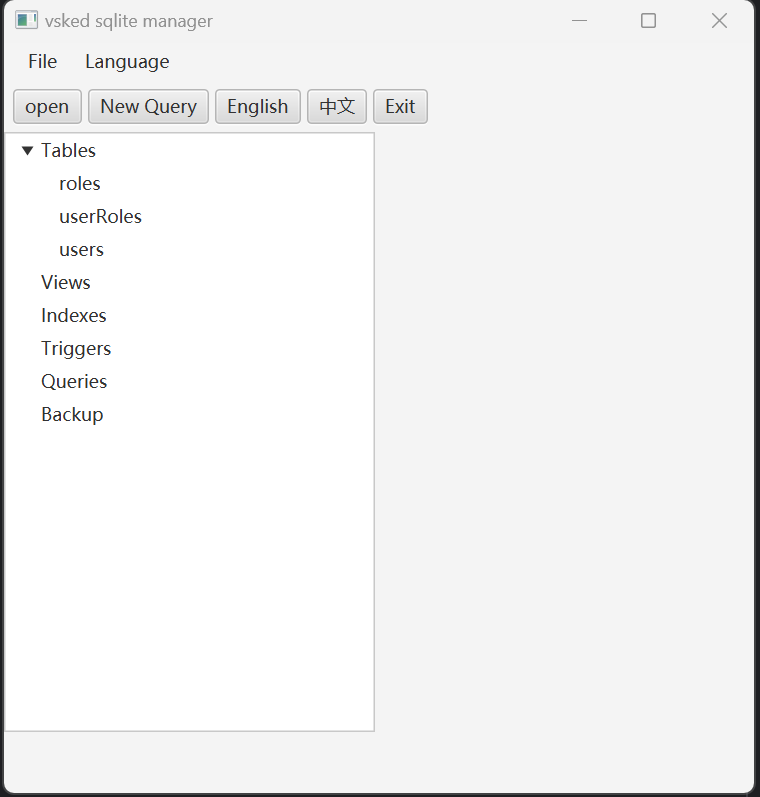 vsked sqlite manager
File Language
open New Query English 中文 Exit
Tables
roles
userRoles
users
Views
Indexes
Triggers
Queries
Backup